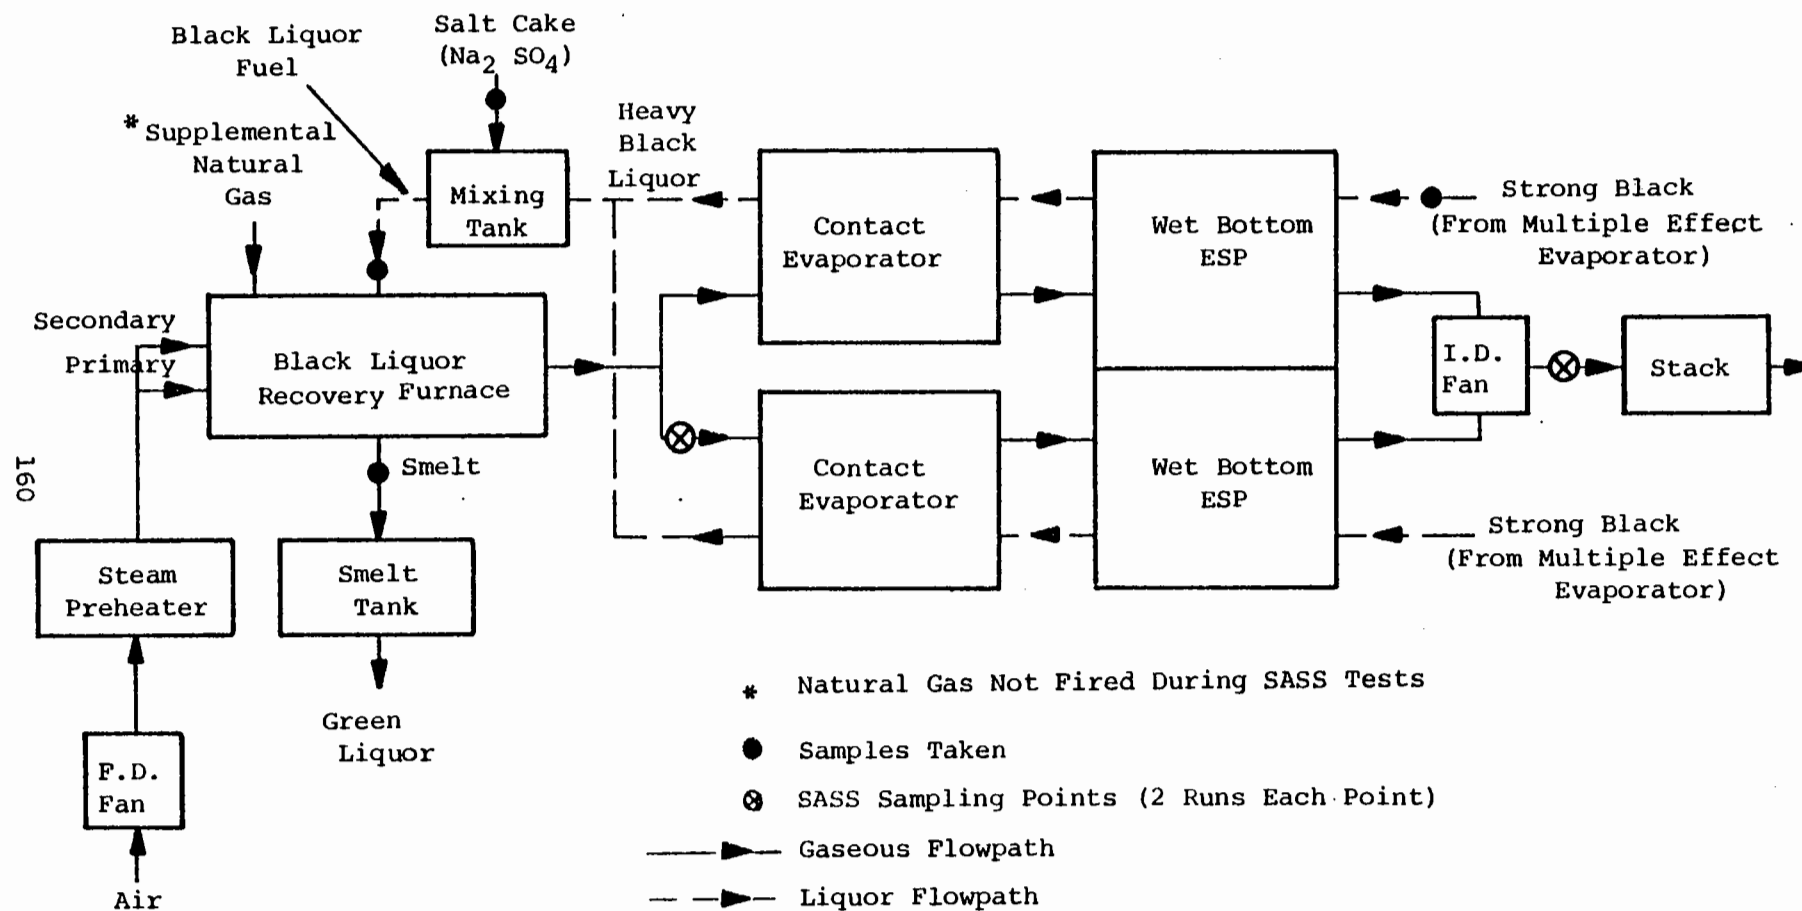 Black Liquor
Fuel
Salt Cake
(Na2 SO4)
* Supplemental
Natural
Gas
Heavy
Black
Liquor
Mixing
Tank
Contact
Evaporator
Wet Bottom
ESP
Strong Black
(From Multiple Effect
Evaporator)
Secondary
Primary
Black Liquor
Recovery Furnace
I.D.
Fan
Stack
160
Smelt
Contact
Evaporator
Wet Bottom
ESP
Strong Black
(From Multiple Effect
Evaporator)
Steam
Preheater
Smelt
Tank
Green
Liquor
F.D.
Fan
Air
* Natural Gas Not Fired During SASS Tests
Samples Taken
SASS Sampling Points (2 Runs Each Point)
Gaseous Flowpath
Liquor Flowpath